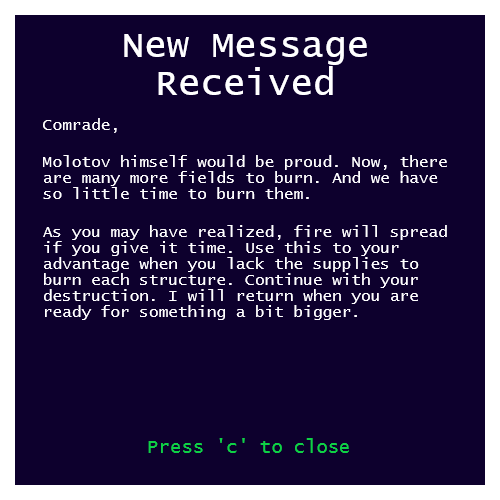 New Message
Received
Comrade,
Molotov himself would be proud. Now, there
are many more fields to burn. And we have
so little time to burn them.
As you may have realized, fire will spread
if you give it time. Use this to your
advantage when you lack the supplies to
burn each structure. Continue with your
destruction. I will return when you are
ready for something a bit bigger.
Press 'c' to close